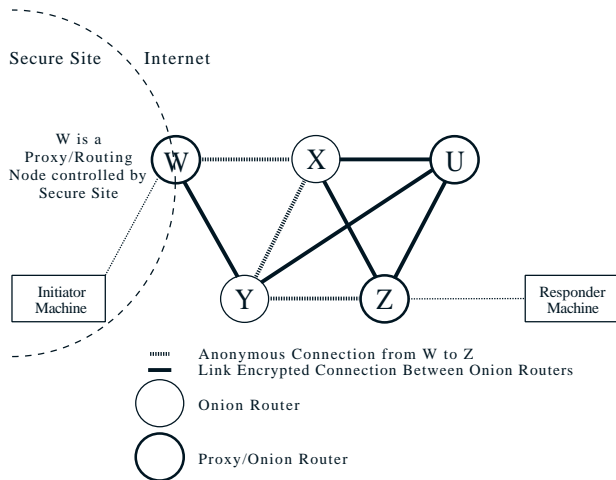 Secure Site
Internet
W is a
Proxy/Routing
Node controlled by
Secure Site
W
X
U
Y
Z
Initiator
Machine
Responder
Machine
Anonymous Connection from W to Z
Link Encrypted Connection Between Onion Routers
Onion Router
Proxy/Onion Router